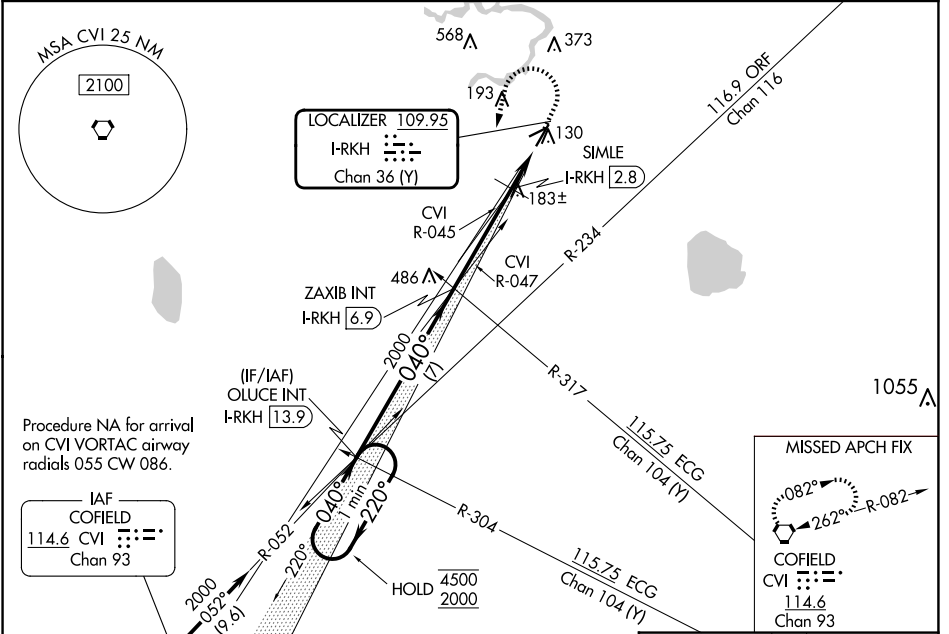 MSA CVI 25 NM
2100
568
373
193
130
LOCALIZER 109.95
I-RKH
Chan 36 (Y)
SIMLE
I-RKH 2.8
183±
116.9 ORF
Chan 116
R-234
CVI
R-045
CVI
R-047
486
ZAXIB INT
I-RKH 6.9
2000
040°
(7)
(IF/IAF)
OLUCE INT
I-RKH 13.9
R-317
115.75 ECG
Chan 104 (Y)
1055
Procedure NA for arrival
on CVI VORTAC airway
radials 055 CW 086.
IAF
COFIELD
114.6 CVI
Chan 93
R-052
040°
1 min
220°
220°
R-304
115.75 ECG
Chan 104 (Y)
HOLD 4500
2000
2000
052°
(9.6)
MISSED APCH FIX
082°
262°
R-082
COFIELD
CVI
114.6
Chan 93